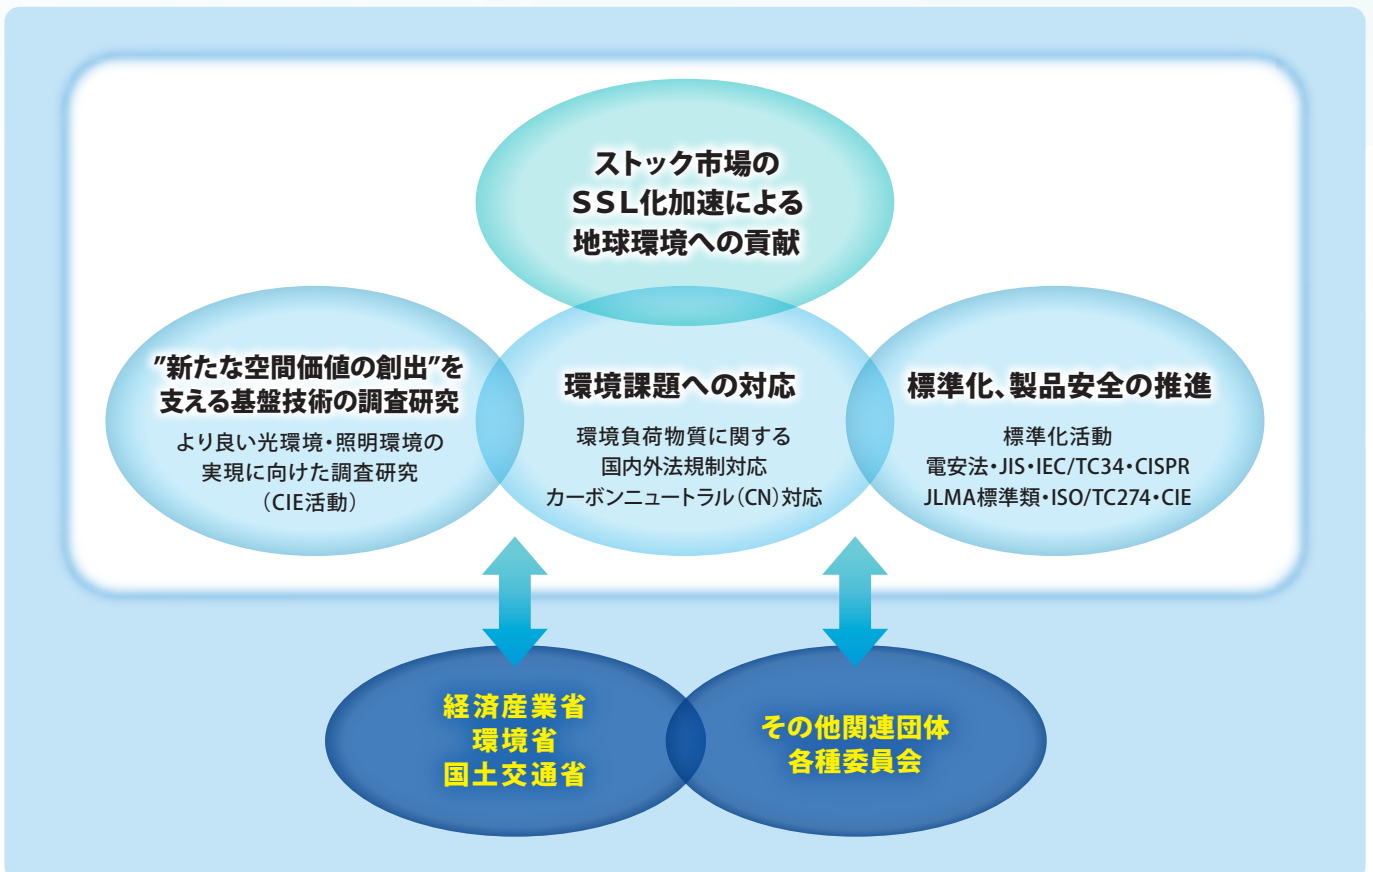 ストック市場の
SSL化加速による
地球環境への貢献
”新たな空間価値の創出”を
支える基盤技術の調査研究
より良い光環境・照明環境の
実現に向けた調査研究
（CIE活動）
環境課題への対応
環境負荷物質に関する
国内外法規制対応
カーボンニュートラル（CN）対応
標準化、製品安全の推進
標準化活動
電安法・JIS・IEC/TC34・CISPR
JLMA標準類・ISO/TC274・CIE
経済産業省
環境省
国土交通省
その他関連団体
各種委員会